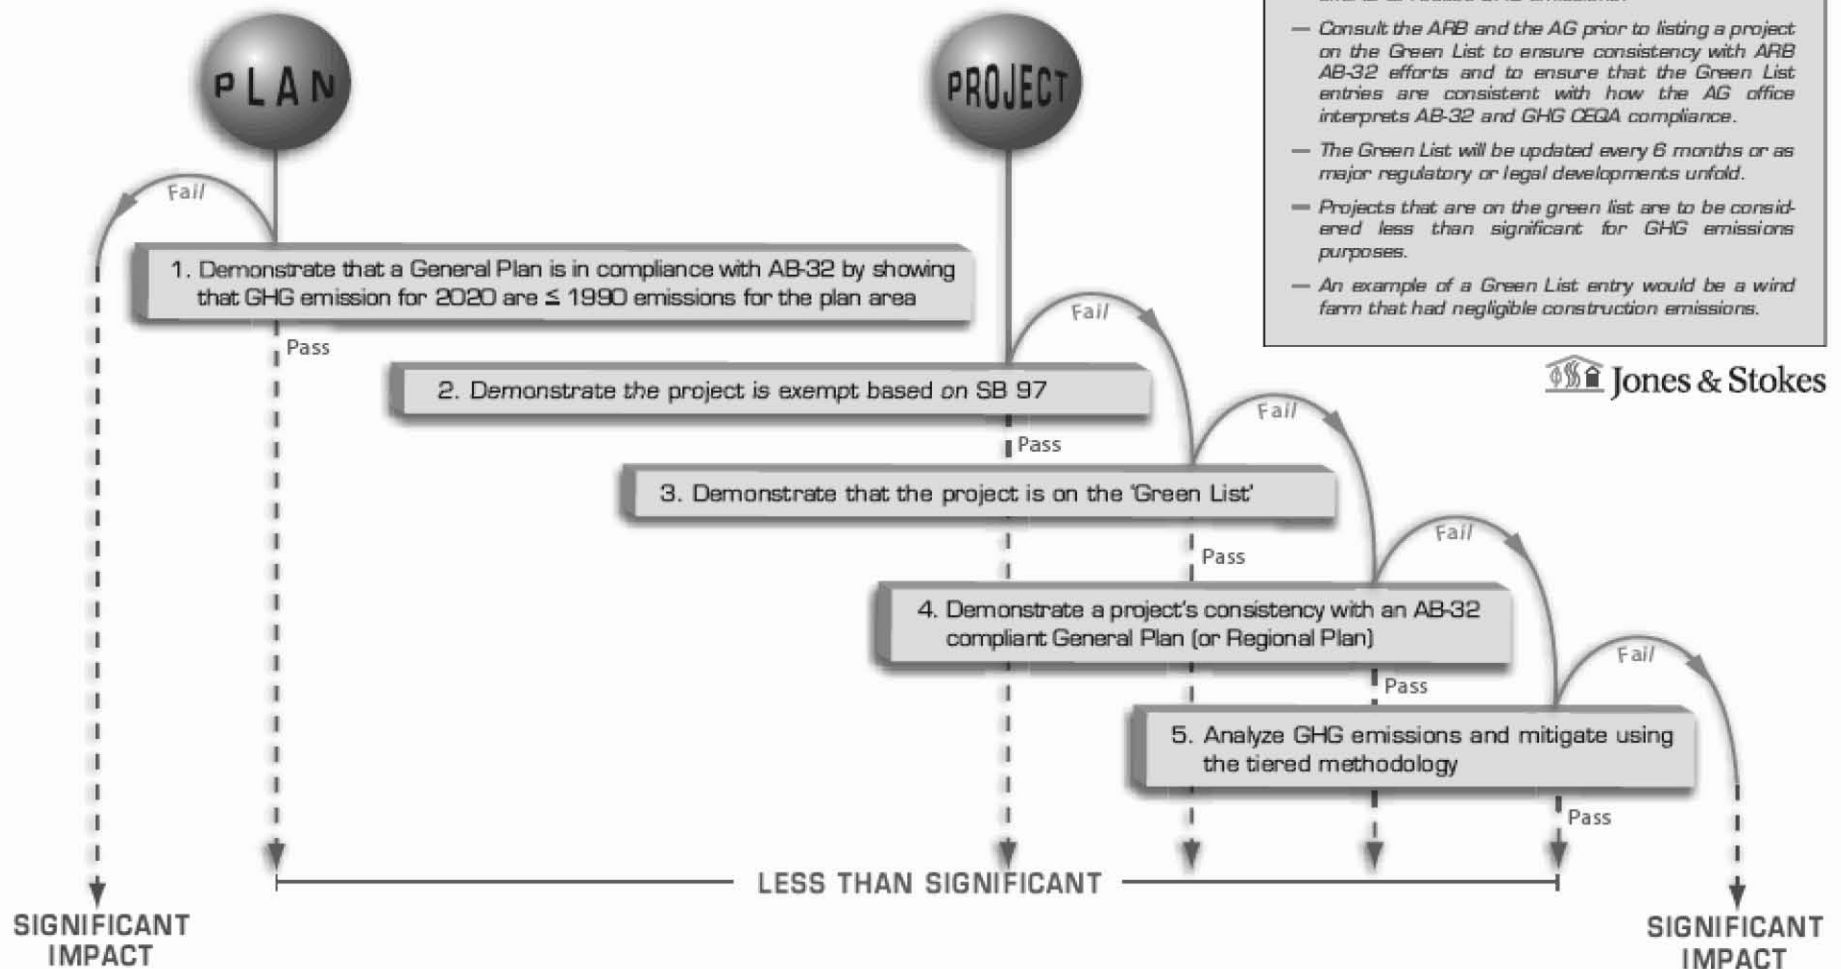 PLAN
PROJECT
— Consult the ARB and the AG prior to listing a project
on the Green List to ensure consistency with ARB
AB-32 efforts and to ensure that the Green List
entries are consistent with how the AG office
interprets AB-32 and GHG CEQA compliance.
— The Green List will be updated every 6 months or as
major regulatory or legal developments unfold.
— Projects that are on the green list are to be consid-
ered less than significant for GHG emissions
purposes.
— An example of a Green List entry would be a wind
farm that had negligible construction emissions.
Jones & Stokes
Fail
1. Demonstrate that a General Plan is in compliance with AB-32 by showing
that GHG emission for 2020 are ≤ 1990 emissions for the plan area
Pass
Fail
2. Demonstrate the project is exempt based on SB 97
Pass
Fail
3. Demonstrate that the project is on the 'Green List'
Pass
Fail
4. Demonstrate a project's consistency with an AB-32
compliant General Plan (or Regional Plan)
Pass
Fail
5. Analyze GHG emissions and mitigate using
the tiered methodology
Pass
LESS THAN SIGNIFICANT
SIGNIFICANT
IMPACT
SIGNIFICANT
IMPACT